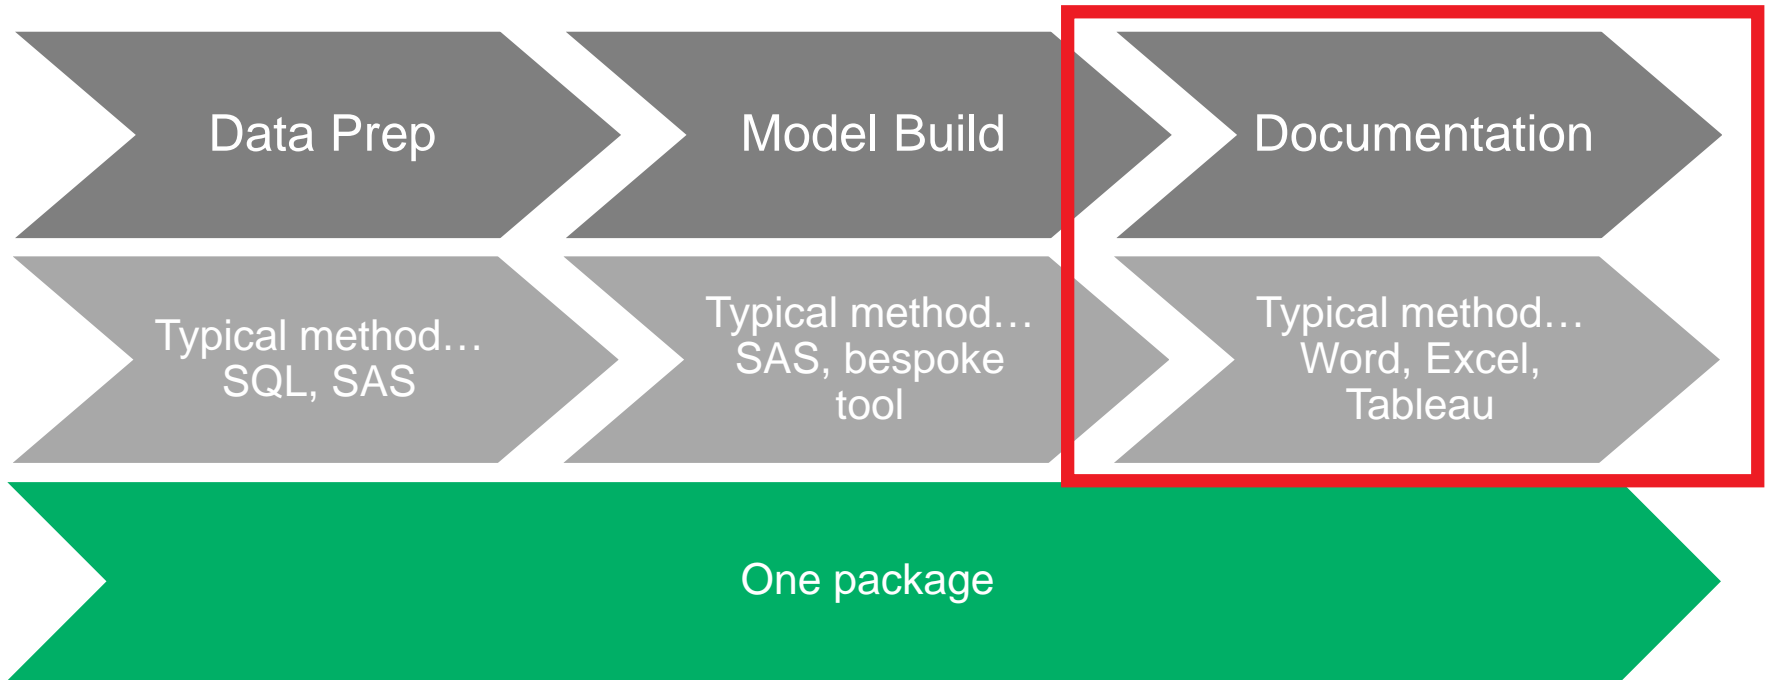 Data Prep
Model Build
Documentation
Typical method…
SQL, SAS
Typical method…
SAS, bespoke
tool
Typical method…
Word, Excel,
Tableau
One package